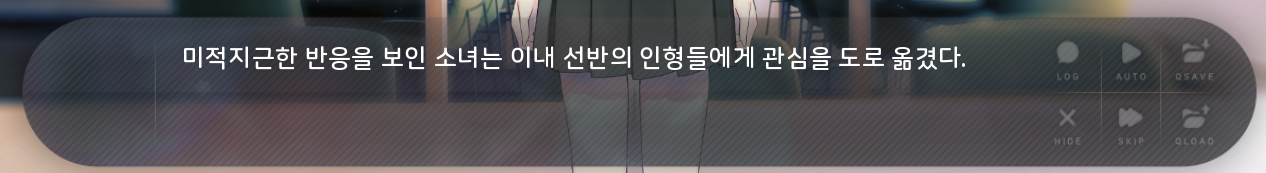 미적지근한 반응을 보인 소녀는 이내 선반의 인형들에게 관심을 도로 옮겼다.
LOG AUTO QSAVE
HIDE SKIP QLOAD